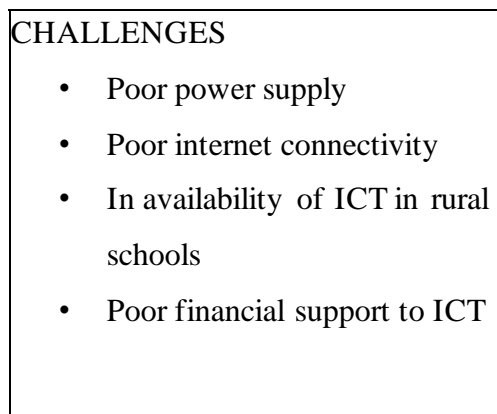 CHALLENGES
• Poor power supply
• Poor internet connectivity
• In availability of ICT in rural
schools
• Poor financial support to ICT